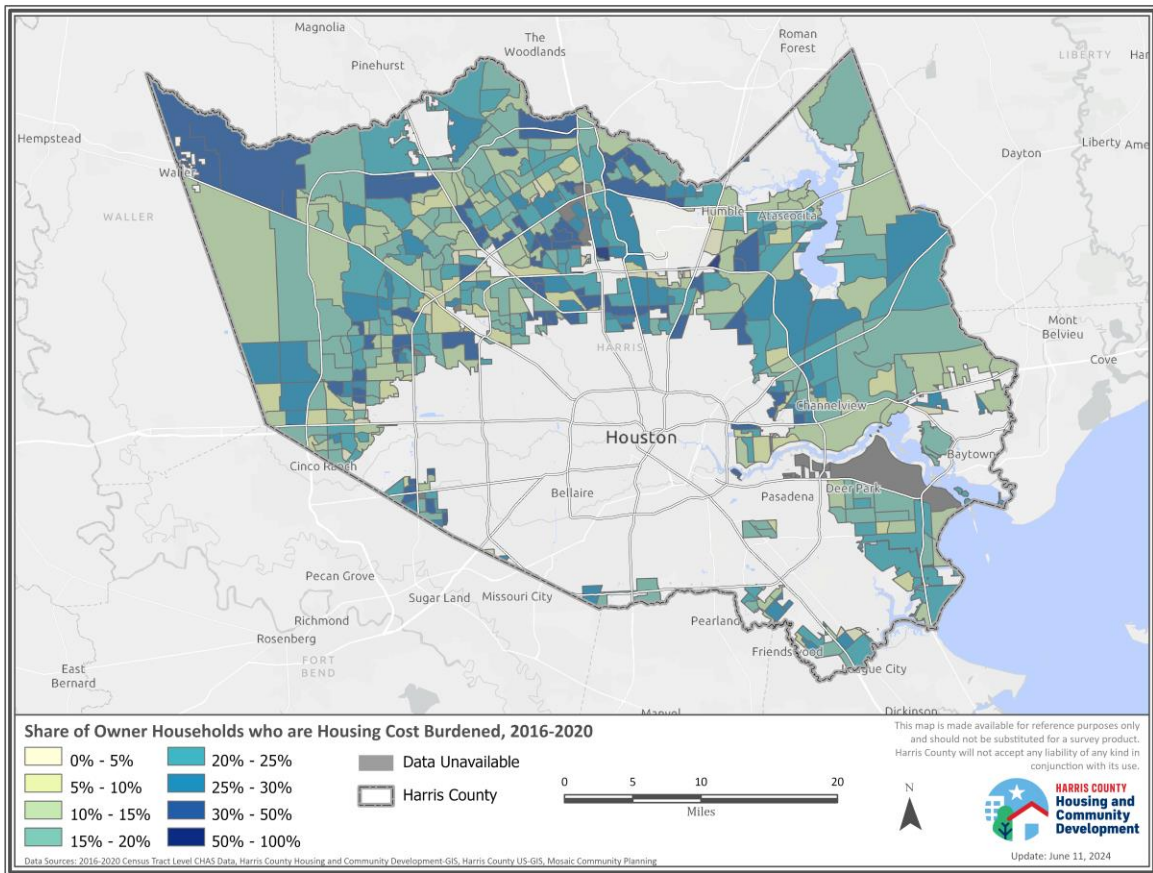 Magnolia
The
Woodlands
Roman
Forest
LIBERTY
Pinehurst
Hempstead
Dayton
Liberty
Ame
Waller
WALLER
Humble
Atascocita
Mont
Belvieu
HARRIS
Cove
Channelview
Houston
Cinco Ranch
Baytown
Bellaire
Pasadena
Deer Park
Pecan Grove
Sugar Land
Missouri City
Richmond
Pearland
Rosenberg
Friendswood
East
Bernard
FORT
BEND
League City
Dickinson
Manvel
Share of Owner Households who are Housing Cost Burdened, 2016-2020
0% - 5%
5% - 10%
10% - 15%
15% - 20%
20% - 25%
25% - 30%
30% - 50%
50% - 100%
Data Unavailable
Harris County
0 5 10 20
Miles
N
This map is made available for reference purposes only
and should not be substituted for a survey product.
Harris County will not accept any liability of any kind in
conjunction with its use.
HARRIS COUNTY
Housing and
Community
Development
Update: June 11, 2024
Data Sources: 2016-2020 Census Tract Level CHAS Data, Harris County Housing and Community Development-GIS, Harris County US-GIS, Mosaic Community Planning